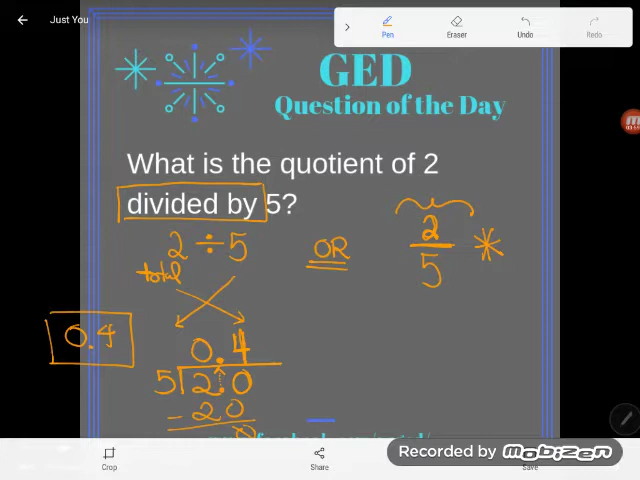 Just You
Pen
Eraser
Undo
Redo
GED
Question of the Day
What is the quotient of 2
divided by 5?
2 ÷ 5 OR 2/5 *
total
0.4
0.4
5 2.0
- 20
0
Crop
Share
Save
Recorded by mobizen